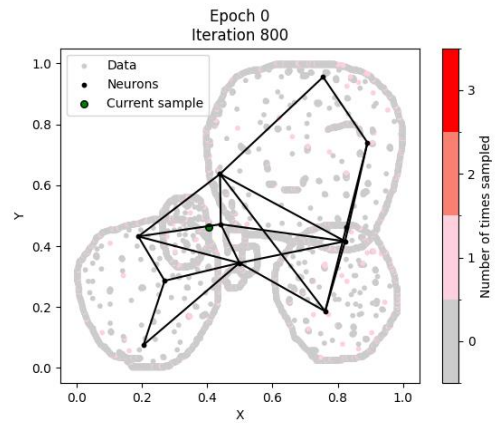 Epoch 0
Iteration 800
Data
Neurons
Current sample
1.0
0.8
0.6
0.4
0.2
0.0
Y
0.0 0.2 0.4 0.6 0.8 1.0
X
3
2
1
0
Number of times sampled